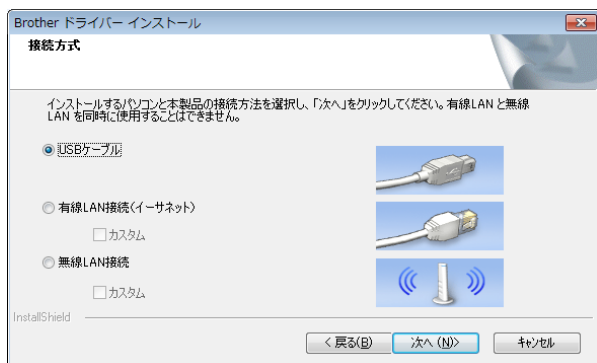 Brother ドライバー インストール
接続方式
インストールするパソコンと本製品の接続方法を選択し、「次へ」をクリックしてください。有線LANと無線
LANを同時に使用することはできません。
USBケーブル
有線LAN接続(イーサネット)
カスタム
無線LAN接続
カスタム
InstallShield
< 戻る(B)
次へ (N)>
キャンセル